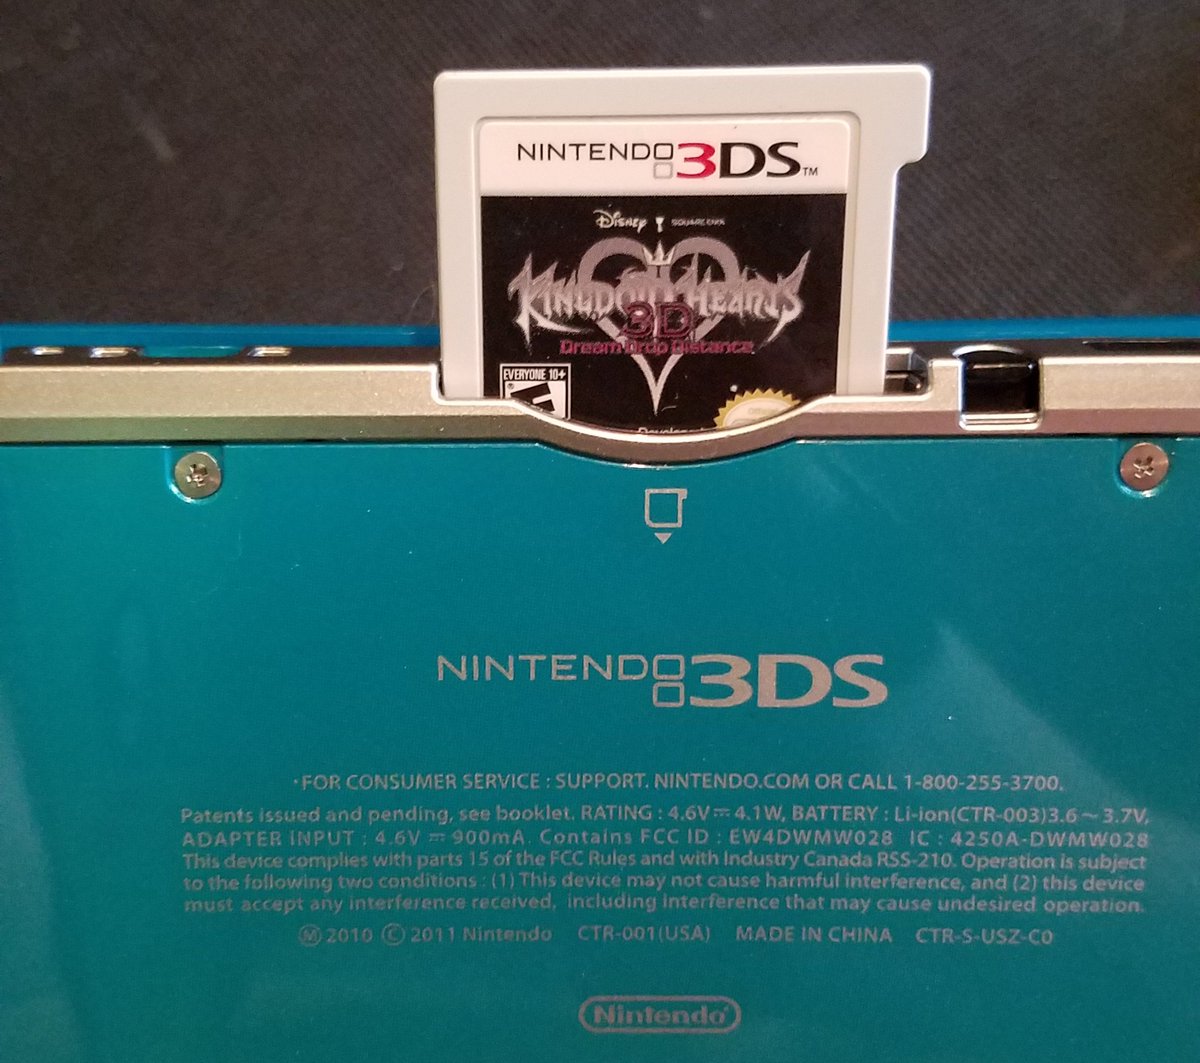 NINTENDO 3DS™
Disney SQUARE ENIX
KINGDOM HEARTS
3D
Dream Drop Distance
EVERYONE 10+
NINTENDO 3DS
·FOR CONSUMER SERVICE : SUPPORT. NINTENDO.COM OR CALL 1-800-255-3700.
Patents issued and pending, see booklet. RATING : 4.6V⎓4.1W, BATTERY : Li-ion(CTR-003)3.6～3.7V,
ADAPTER INPUT : 4.6V ⎓ 900mA. Contains FCC ID : EW4DWMW028 IC : 4250A-DWMW028
This device complies with parts 15 of the FCC Rules and with Industry Canada RSS-210. Operation is subject
to the following two conditions : (1) This device may not cause harmful interference, and (2) this device
must accept any interference received, including interference that may cause undesired operation.
Ⓜ 2010 © 2011 Nintendo CTR-001(USA) MADE IN CHINA CTR-S-USZ-C0
Nintendo®